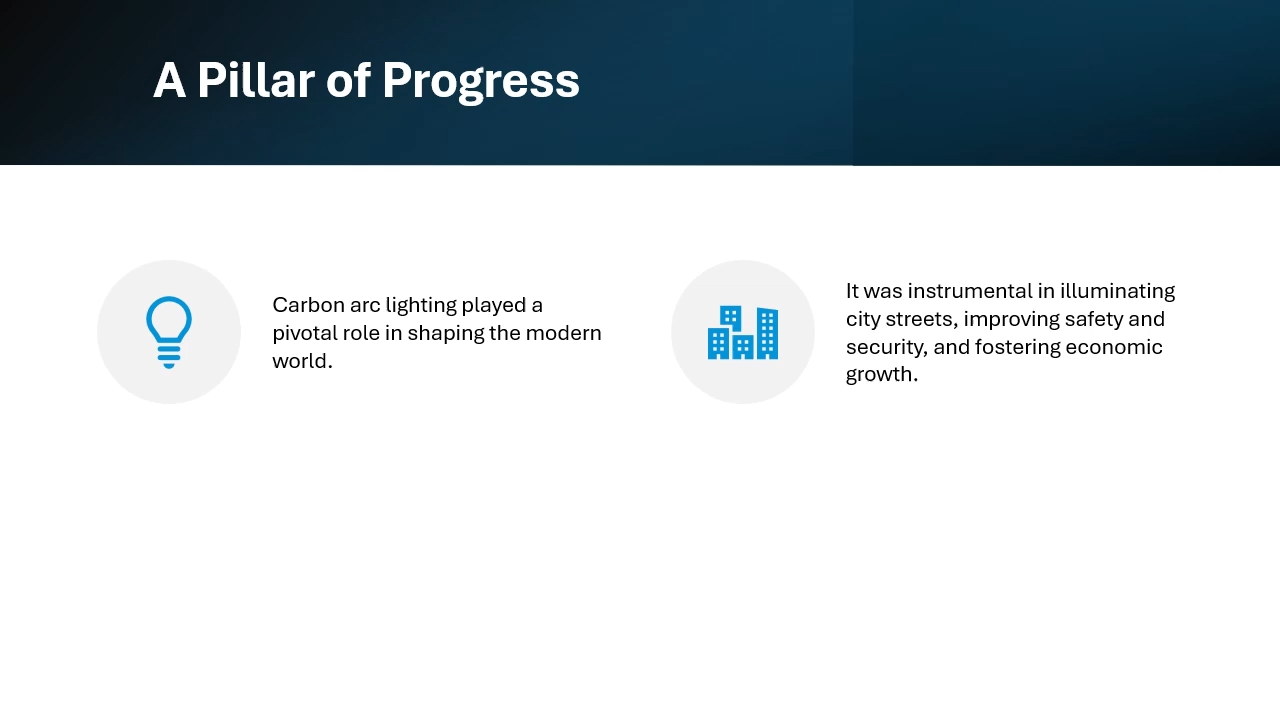 A Pillar of Progress
Carbon arc lighting played a
pivotal role in shaping the modern
world.
It was instrumental in illuminating
city streets, improving safety and
security, and fostering economic
growth.